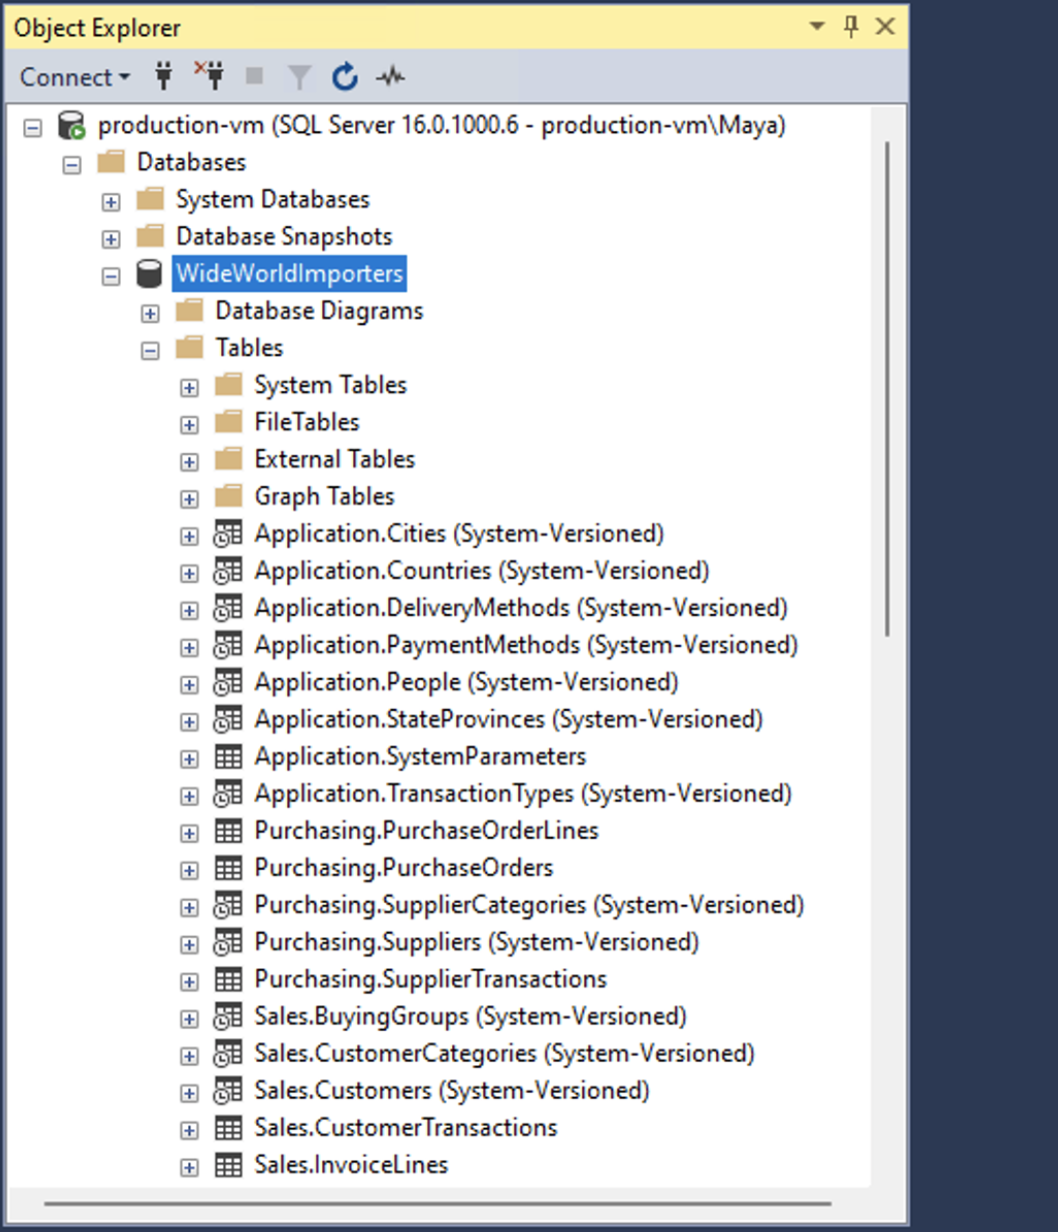 Object Explorer
Connect
production-vm (SQL Server 16.0.1000.6 - production-vm\Maya)
Databases
System Databases
Database Snapshots
WideWorldImporters
Database Diagrams
Tables
System Tables
FileTables
External Tables
Graph Tables
Application.Cities (System-Versioned)
Application.Countries (System-Versioned)
Application.DeliveryMethods (System-Versioned)
Application.PaymentMethods (System-Versioned)
Application.People (System-Versioned)
Application.StateProvinces (System-Versioned)
Application.SystemParameters
Application.TransactionTypes (System-Versioned)
Purchasing.PurchaseOrderLines
Purchasing.PurchaseOrders
Purchasing.SupplierCategories (System-Versioned)
Purchasing.Suppliers (System-Versioned)
Purchasing.SupplierTransactions
Sales.BuyingGroups (System-Versioned)
Sales.CustomerCategories (System-Versioned)
Sales.Customers (System-Versioned)
Sales.CustomerTransactions
Sales.InvoiceLines